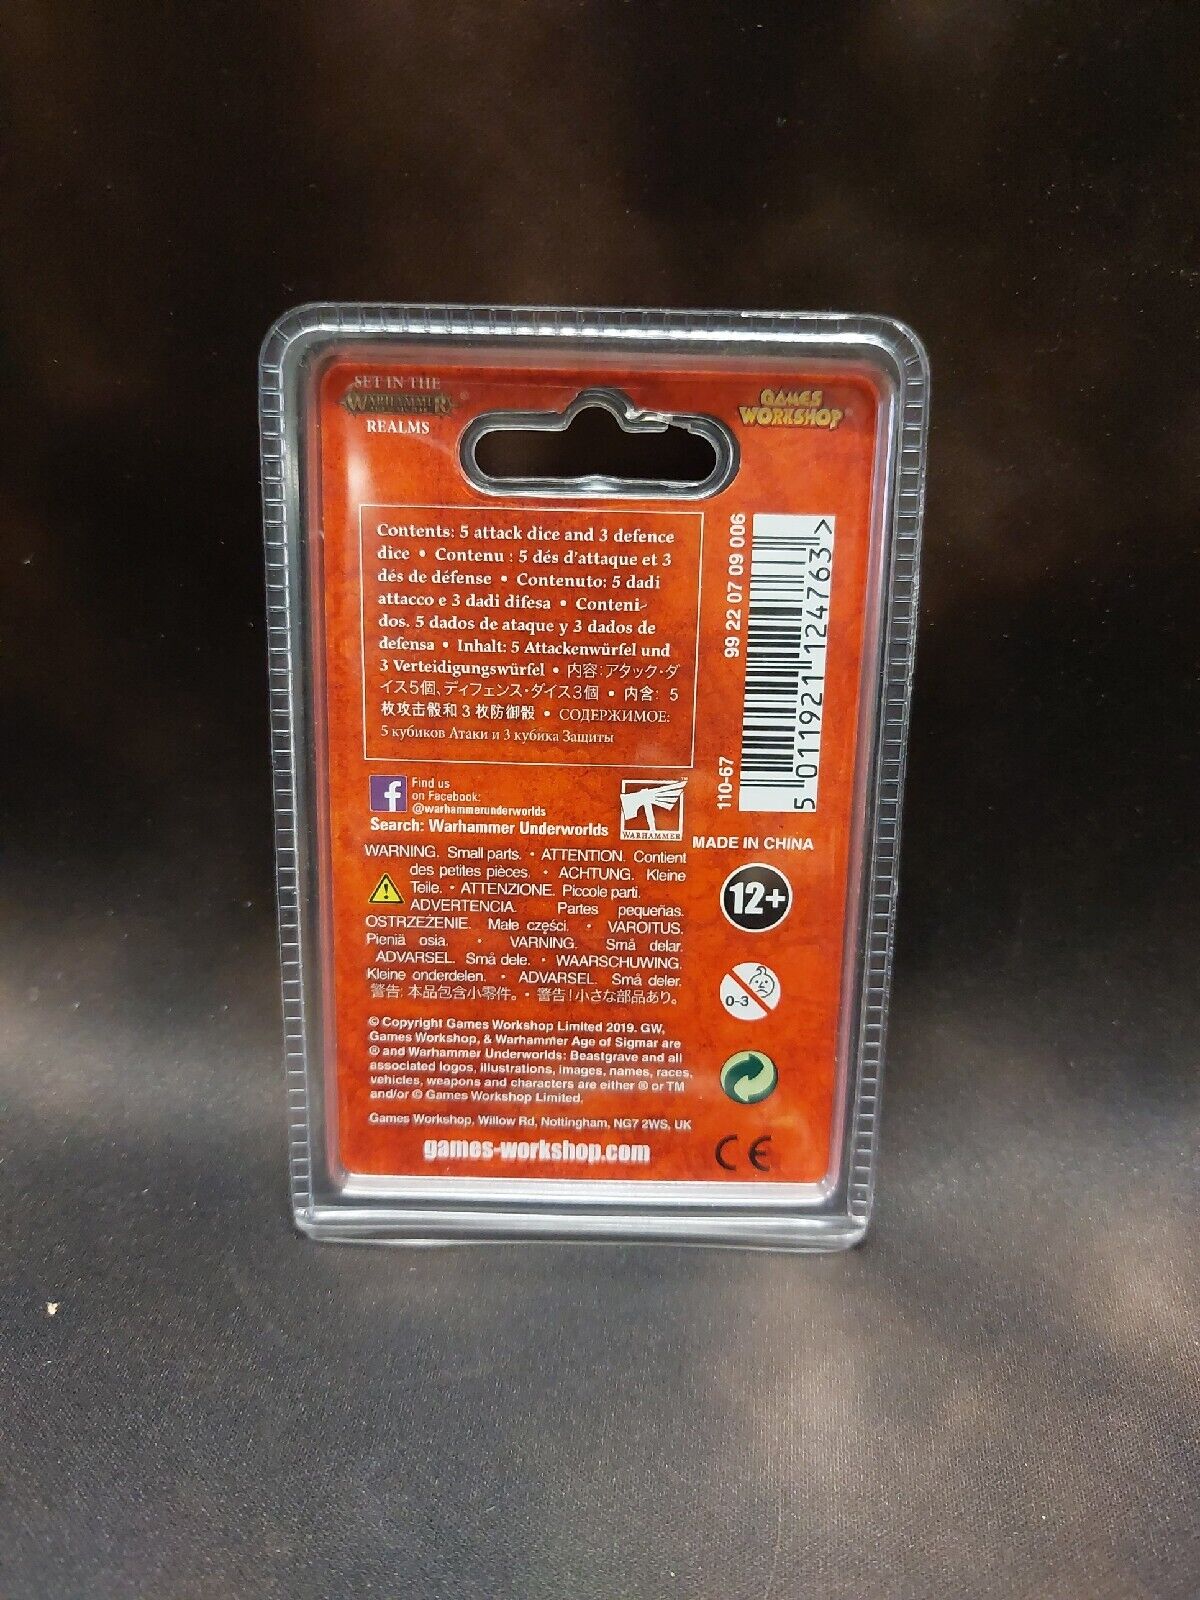 SET IN THE
WARHAMMER
REALMS
GAMES
WORKSHOP
Contents: 5 attack dice and 3 defence
dice • Contenu : 5 dés d'attaque et 3
dés de défense • Contenuto: 5 dadi
attacco e 3 dadi difesa • Conteni-
dos. 5 dados de ataque y 3 dados de
defensa • Inhalt: 5 Attackenwürfel und
3 Verteidigungswürfel • 内容:アタック・ダ
イス5個、ディフェンス・ダイス3個 • 内含: 5
枚攻击骰和 3 枚防御骰 • СОДЕРЖИМОЕ:
5 кубиков Атаки и 3 кубика Защиты
99 22 07 09 006
5 011921 124763 >
110-67
MADE IN CHINA
f
Find us
on Facebook:
@warhammerunderworlds
Search: Warhammer Underworlds
WARHAMMER™
WARNING. Small parts. • ATTENTION. Contient
des petites pièces. • ACHTUNG. Kleine
Teile. • ATTENZIONE. Piccole parti.
ADVERTENCIA. Partes pequeñas.
OSTRZEŻENIE. Małe części. • VAROITUS.
Pieniä osia. • VARNING. Små delar.
ADVARSEL. Små dele. • WAARSCHUWING.
Kleine onderdelen. • ADVARSEL. Små deler.
警告: 本品包含小零件。 • 警告!小さな部品あり。
12+
0-3
© Copyright Games Workshop Limited 2019. GW,
Games Workshop, & Warhammer Age of Sigmar are
® and Warhammer Underworlds: Beastgrave and all
associated logos, illustrations, images, names, races,
vehicles, weapons and characters are either ® or TM
and/or © Games Workshop Limited.
Games Workshop, Willow Rd, Nottingham, NG7 2WS, UK
games-workshop.com
CE